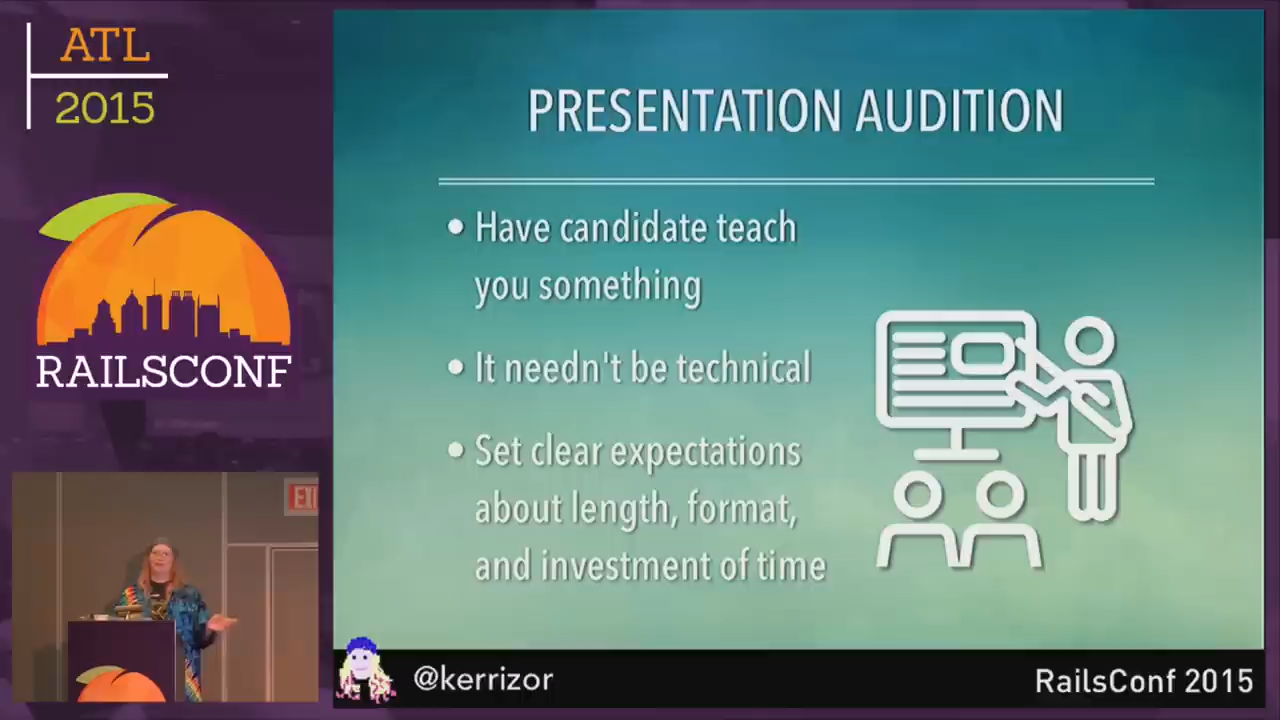 ATL
2015
RAILSCONF
PRESENTATION AUDITION
• Have candidate teach
you something
• It needn't be technical
• Set clear expectations
about length, format,
and investment of time
@kerrizor
RailsConf 2015